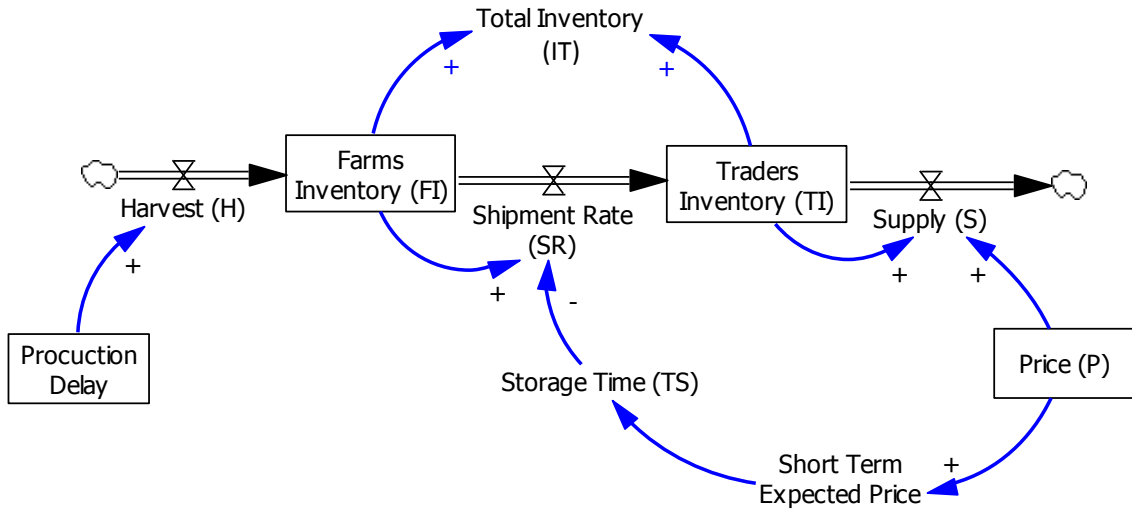 Total Inventory
(IT)
+
+
Farms
Inventory (FI)
Traders
Inventory (TI)
Harvest (H)
Shipment Rate
(SR)
Supply (S)
+
+
-
+
+
Procuction
Delay
Storage Time (TS)
Price (P)
Short Term
Expected Price
+